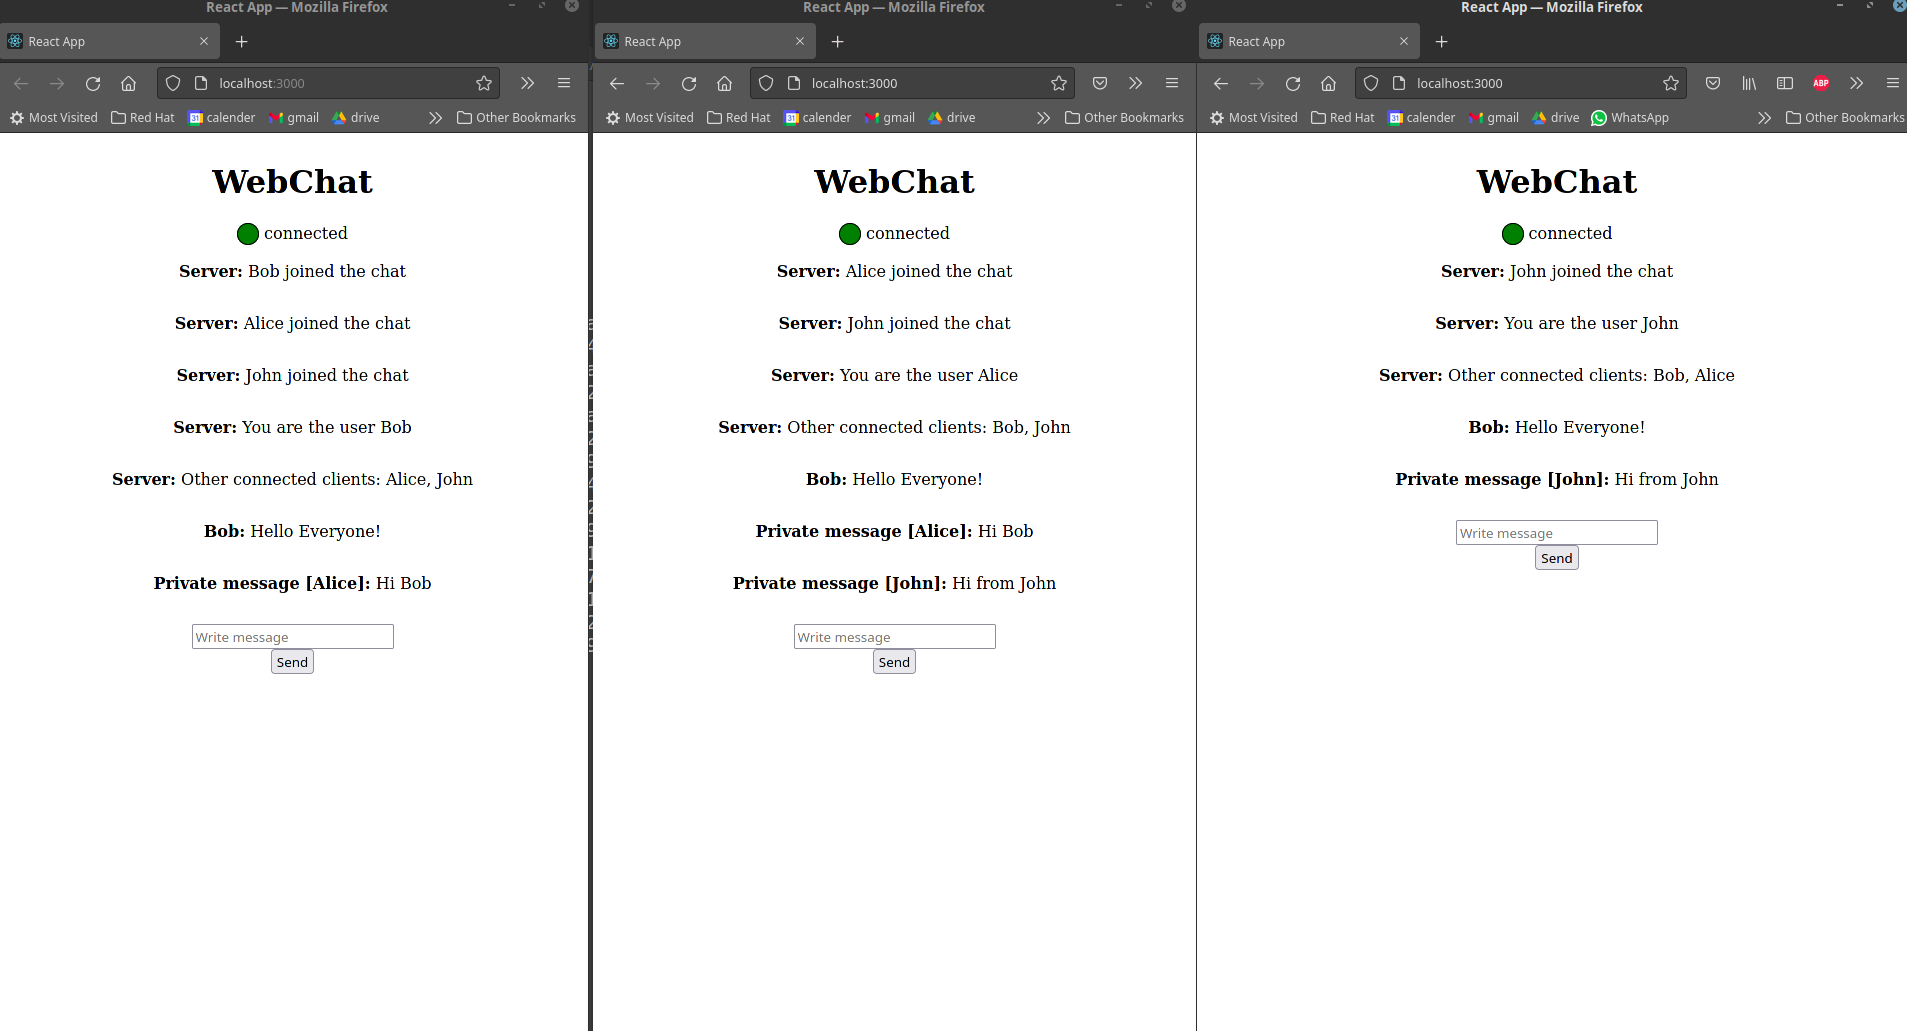 React App — Mozilla Firefox
React App
localhost:3000
Most Visited Red Hat calender gmail drive Other Bookmarks
WebChat
connected
Server: Bob joined the chat
Server: Alice joined the chat
Server: John joined the chat
Server: You are the user Bob
Server: Other connected clients: Alice, John
Bob: Hello Everyone!
Private message [Alice]: Hi Bob
Write message
Send
React App — Mozilla Firefox
React App
localhost:3000
Most Visited Red Hat calender gmail drive Other Bookmarks
WebChat
connected
Server: Alice joined the chat
Server: John joined the chat
Server: You are the user Alice
Server: Other connected clients: Bob, John
Bob: Hello Everyone!
Private message [Alice]: Hi Bob
Private message [John]: Hi from John
Write message
Send
React App — Mozilla Firefox
React App
localhost:3000
ABP
Most Visited Red Hat 31 calender gmail drive WhatsApp Other Bookmarks
WebChat
connected
Server: John joined the chat
Server: You are the user John
Server: Other connected clients: Bob, Alice
Bob: Hello Everyone!
Private message [John]: Hi from John
Write message
Send